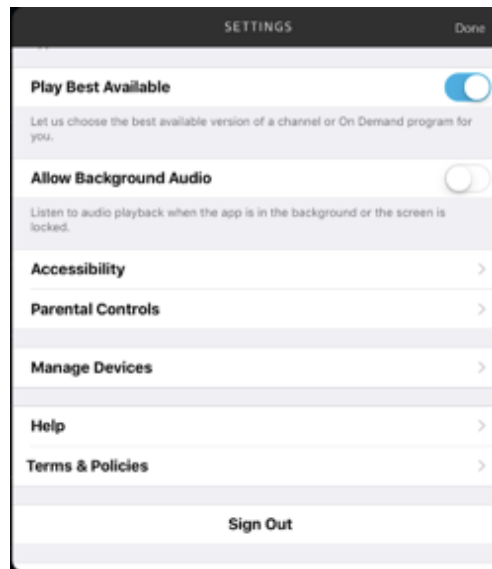 SETTINGS
Done
Play Best Available
Let us choose the best available version of a channel or On Demand program for
you.
Allow Background Audio
Listen to audio playback when the app is in the background or the screen is
locked.
Accessibility
Parental Controls
Manage Devices
Help
Terms & Policies
Sign Out